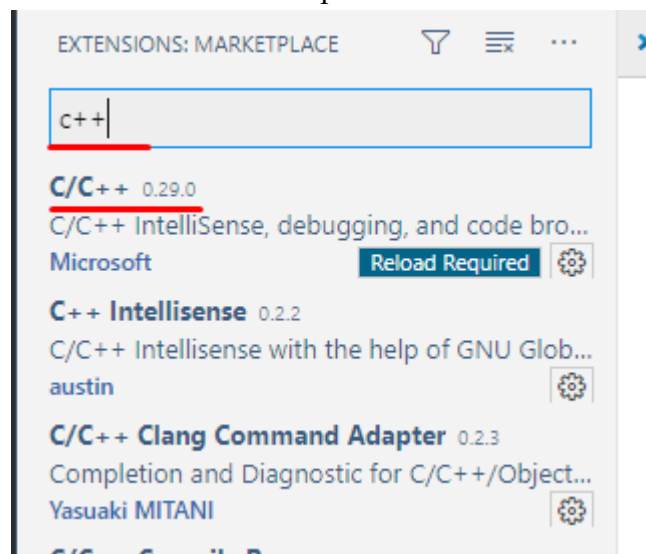 EXTENSIONS: MARKETPLACE
c++
C/C++ 0.29.0
C/C++ IntelliSense, debugging, and code bro...
Microsoft Reload Required
C++ Intellisense 0.2.2
C/C++ Intellisense with the help of GNU Glob...
austin
C/C++ Clang Command Adapter 0.2.3
Completion and Diagnostic for C/C++/Object...
Yasuaki MITANI